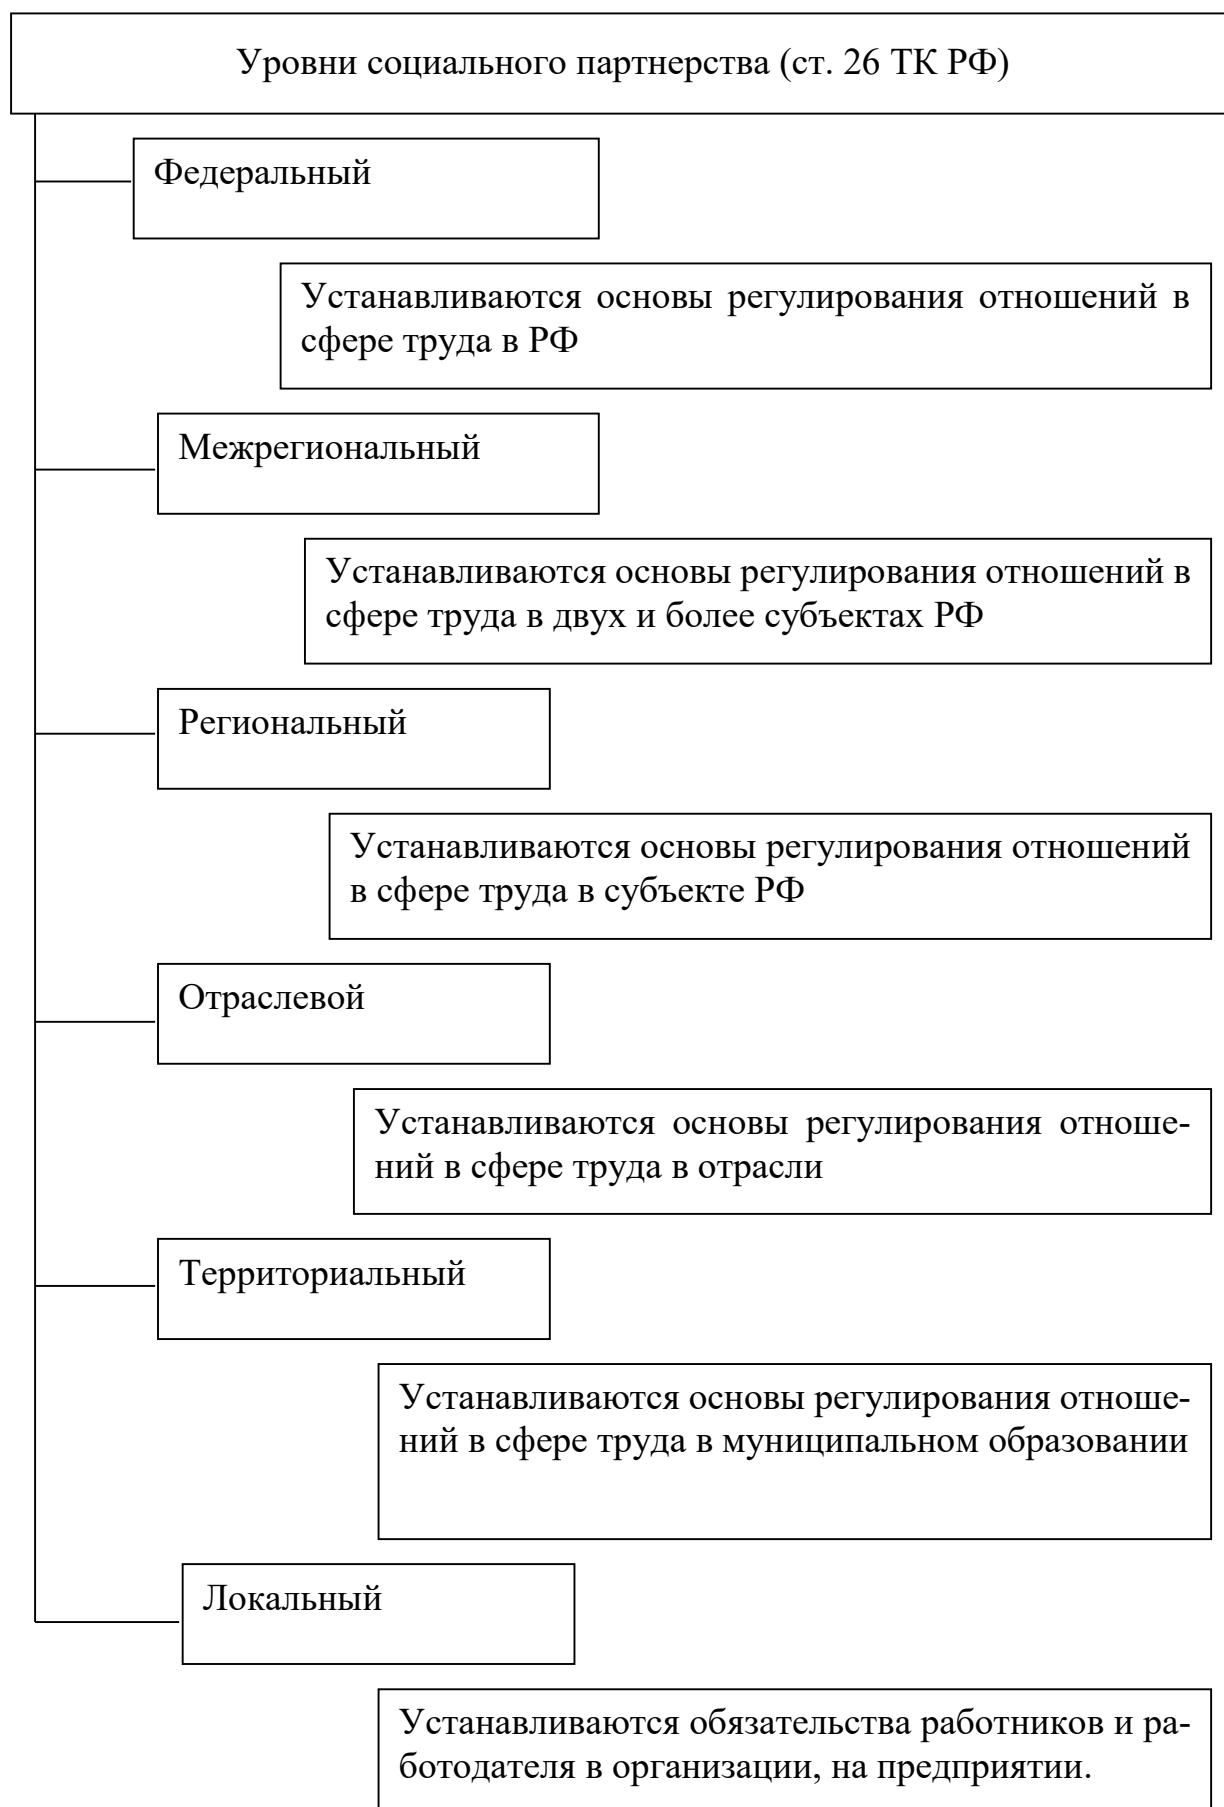 Уровни социального партнерства (ст. 26 ТК РФ)
Федеральный
Устанавливаются основы регулирования отношений в
сфере труда в РФ
Межрегиональный
Устанавливаются основы регулирования отношений в
сфере труда в двух и более субъектах РФ
Региональный
Устанавливаются основы регулирования отношений
в сфере труда в субъекте РФ
Отраслевой
Устанавливаются основы регулирования отноше-
ний в сфере труда в отрасли
Территориальный
Устанавливаются основы регулирования отноше-
ний в сфере труда в муниципальном образовании
Локальный
Устанавливаются обязательства работников и ра-
ботодателя в организации, на предприятии.